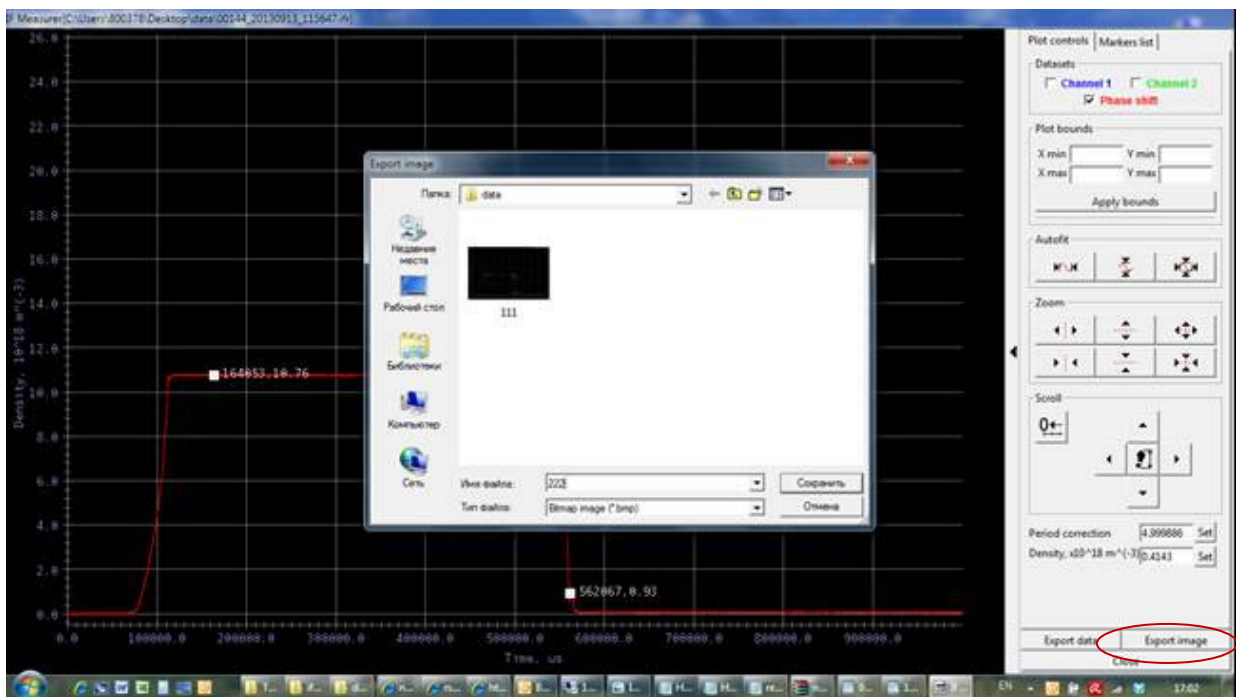 IF Measurer[C:\Users\800378\Desktop\data\00144_20130913_115647.rv]
26.0
24.0
22.0
20.0
18.0
16.0
14.0
12.0
10.0
8.0
6.0
4.0
2.0
0.0
Density, 10^18 m^(-3)
164053,10.76
562067,0.93
0.0 100000.0 200000.0 300000.0 400000.0 500000.0 600000.0 700000.0 800000.0 900000.0
Time, us
Export image
Папка: data
Недавние места
Рабочий стол
Библиотеки
Компьютер
Сеть
111
Имя файла: 222
Сохранить
Тип файла: Bitmap image (*.bmp)
Отмена
Plot controls Markers list
Datasets
Channel 1 Channel 2
Phase shift
Plot bounds
X min Y min
X max Y max
Apply bounds
Autofit
Zoom
Scroll
0
Period correction 4.999886 Set
Density, x10^18 m^(-3) 0.4143 Set
Export data Export image
Close
EN 17:02